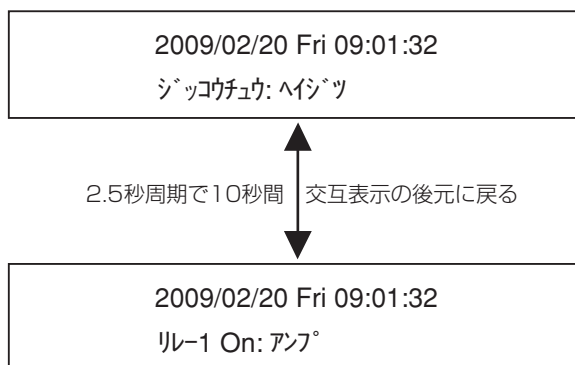 2009/02/20 Fri 09:01:32
ｼﾞｯｺｳﾁｭｳ: ﾍｲｼﾞﾂ
2.5秒周期で10秒間 交互表示の後元に戻る
2009/02/20 Fri 09:01:32
ﾘﾚｰ1 On: ｱﾝﾌﾟ